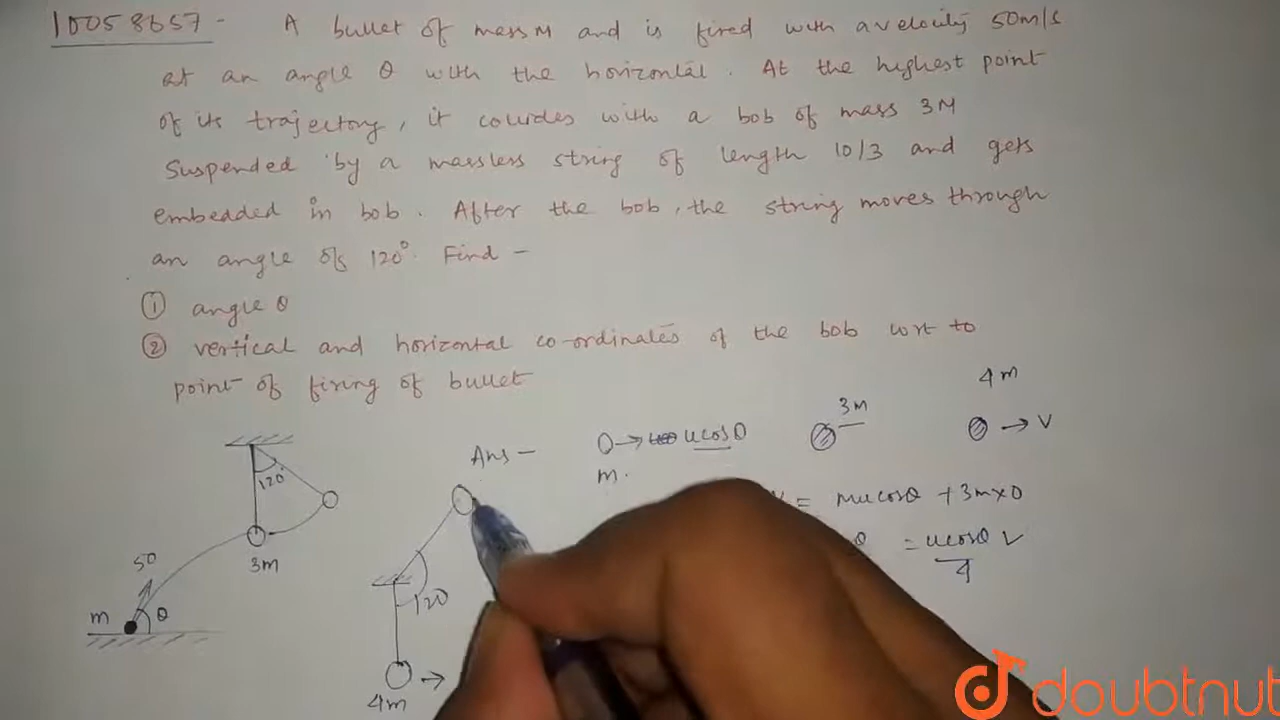 10058657 - A bullet of mass M and is fired with a velocity 50m/s
at an angle θ with the horizontal. At the highest point
of its trajectory, it collides with a bob of mass 3M
Suspended by a massless string of length 10/3 and gets
embedded in bob. After the bob, the string moves through
an angle of 120°. Find -
① angle θ
② vertical and horizontal co-ordinates of the bob wrt to
point of firing of bullet
Ans -
→ ucosθ
m.
3m
4m
→ V
= mucosθ + 3m×0
θ = ucosθ
4
120°
3m
50
m
θ
120
4m →
doubtnut